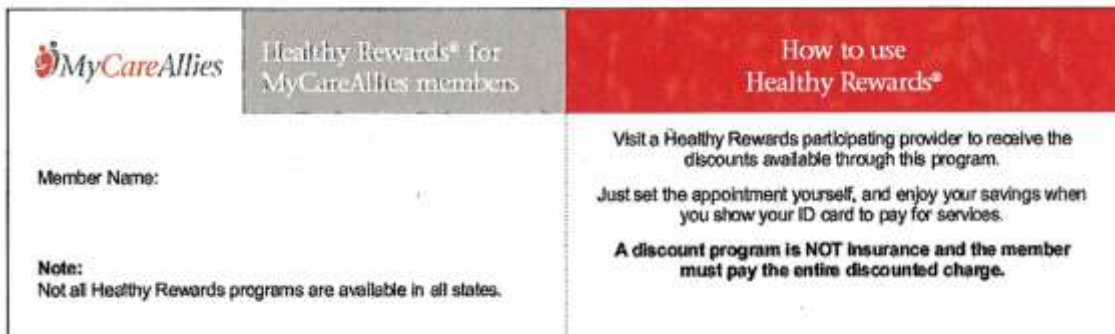 MyCareAllies
Healthy Rewards® for
MyCareAllies members
Member Name:
Note:
Not all Healthy Rewards programs are available in all states.
How to use
Healthy Rewards®
Visit a Healthy Rewards participating provider to receive the
discounts available through this program.
Just set the appointment yourself, and enjoy your savings when
you show your ID card to pay for services.
A discount program is NOT insurance and the member
must pay the entire discounted charge.